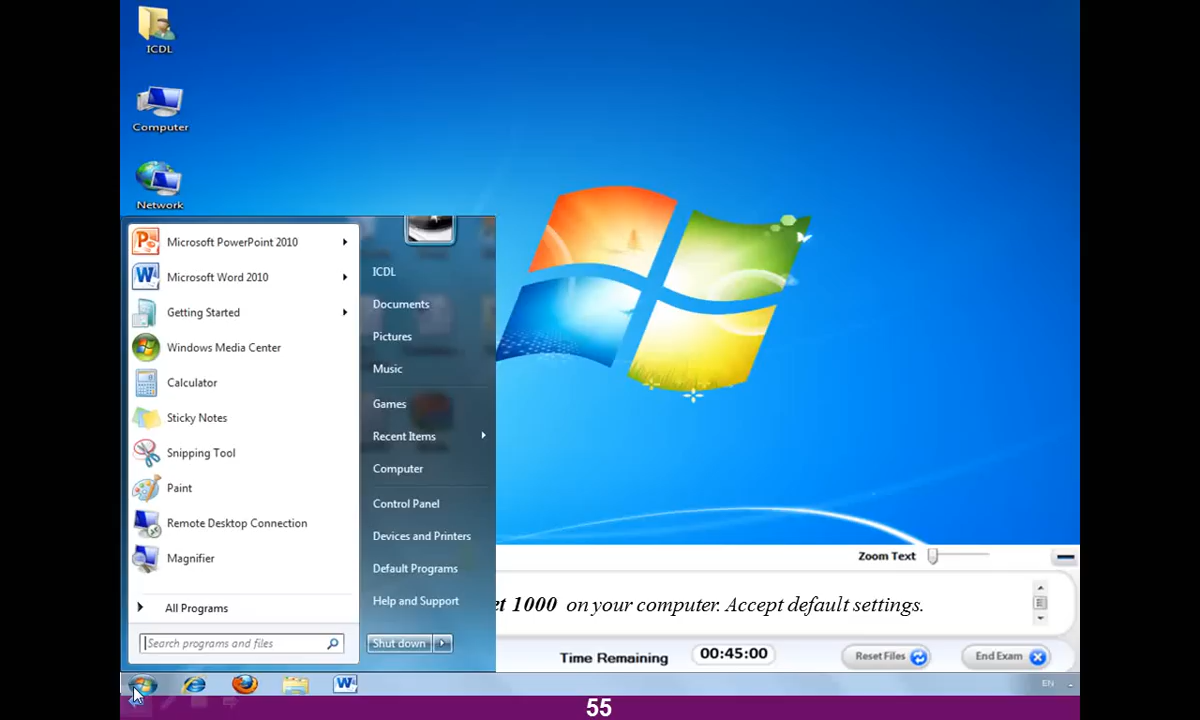 ICDL
Computer
Network
Microsoft PowerPoint 2010
Microsoft Word 2010
Getting Started
Windows Media Center
Calculator
Sticky Notes
Snipping Tool
Paint
Remote Desktop Connection
Magnifier
All Programs
Search programs and files
ICDL
Documents
Pictures
Music
Games
Recent Items
Computer
Control Panel
Devices and Printers
Default Programs
Help and Support
Shut down
Zoom Text
1000 on your computer. Accept default settings.
Time Remaining 00:45:00 Reset Files End Exam
EN
55